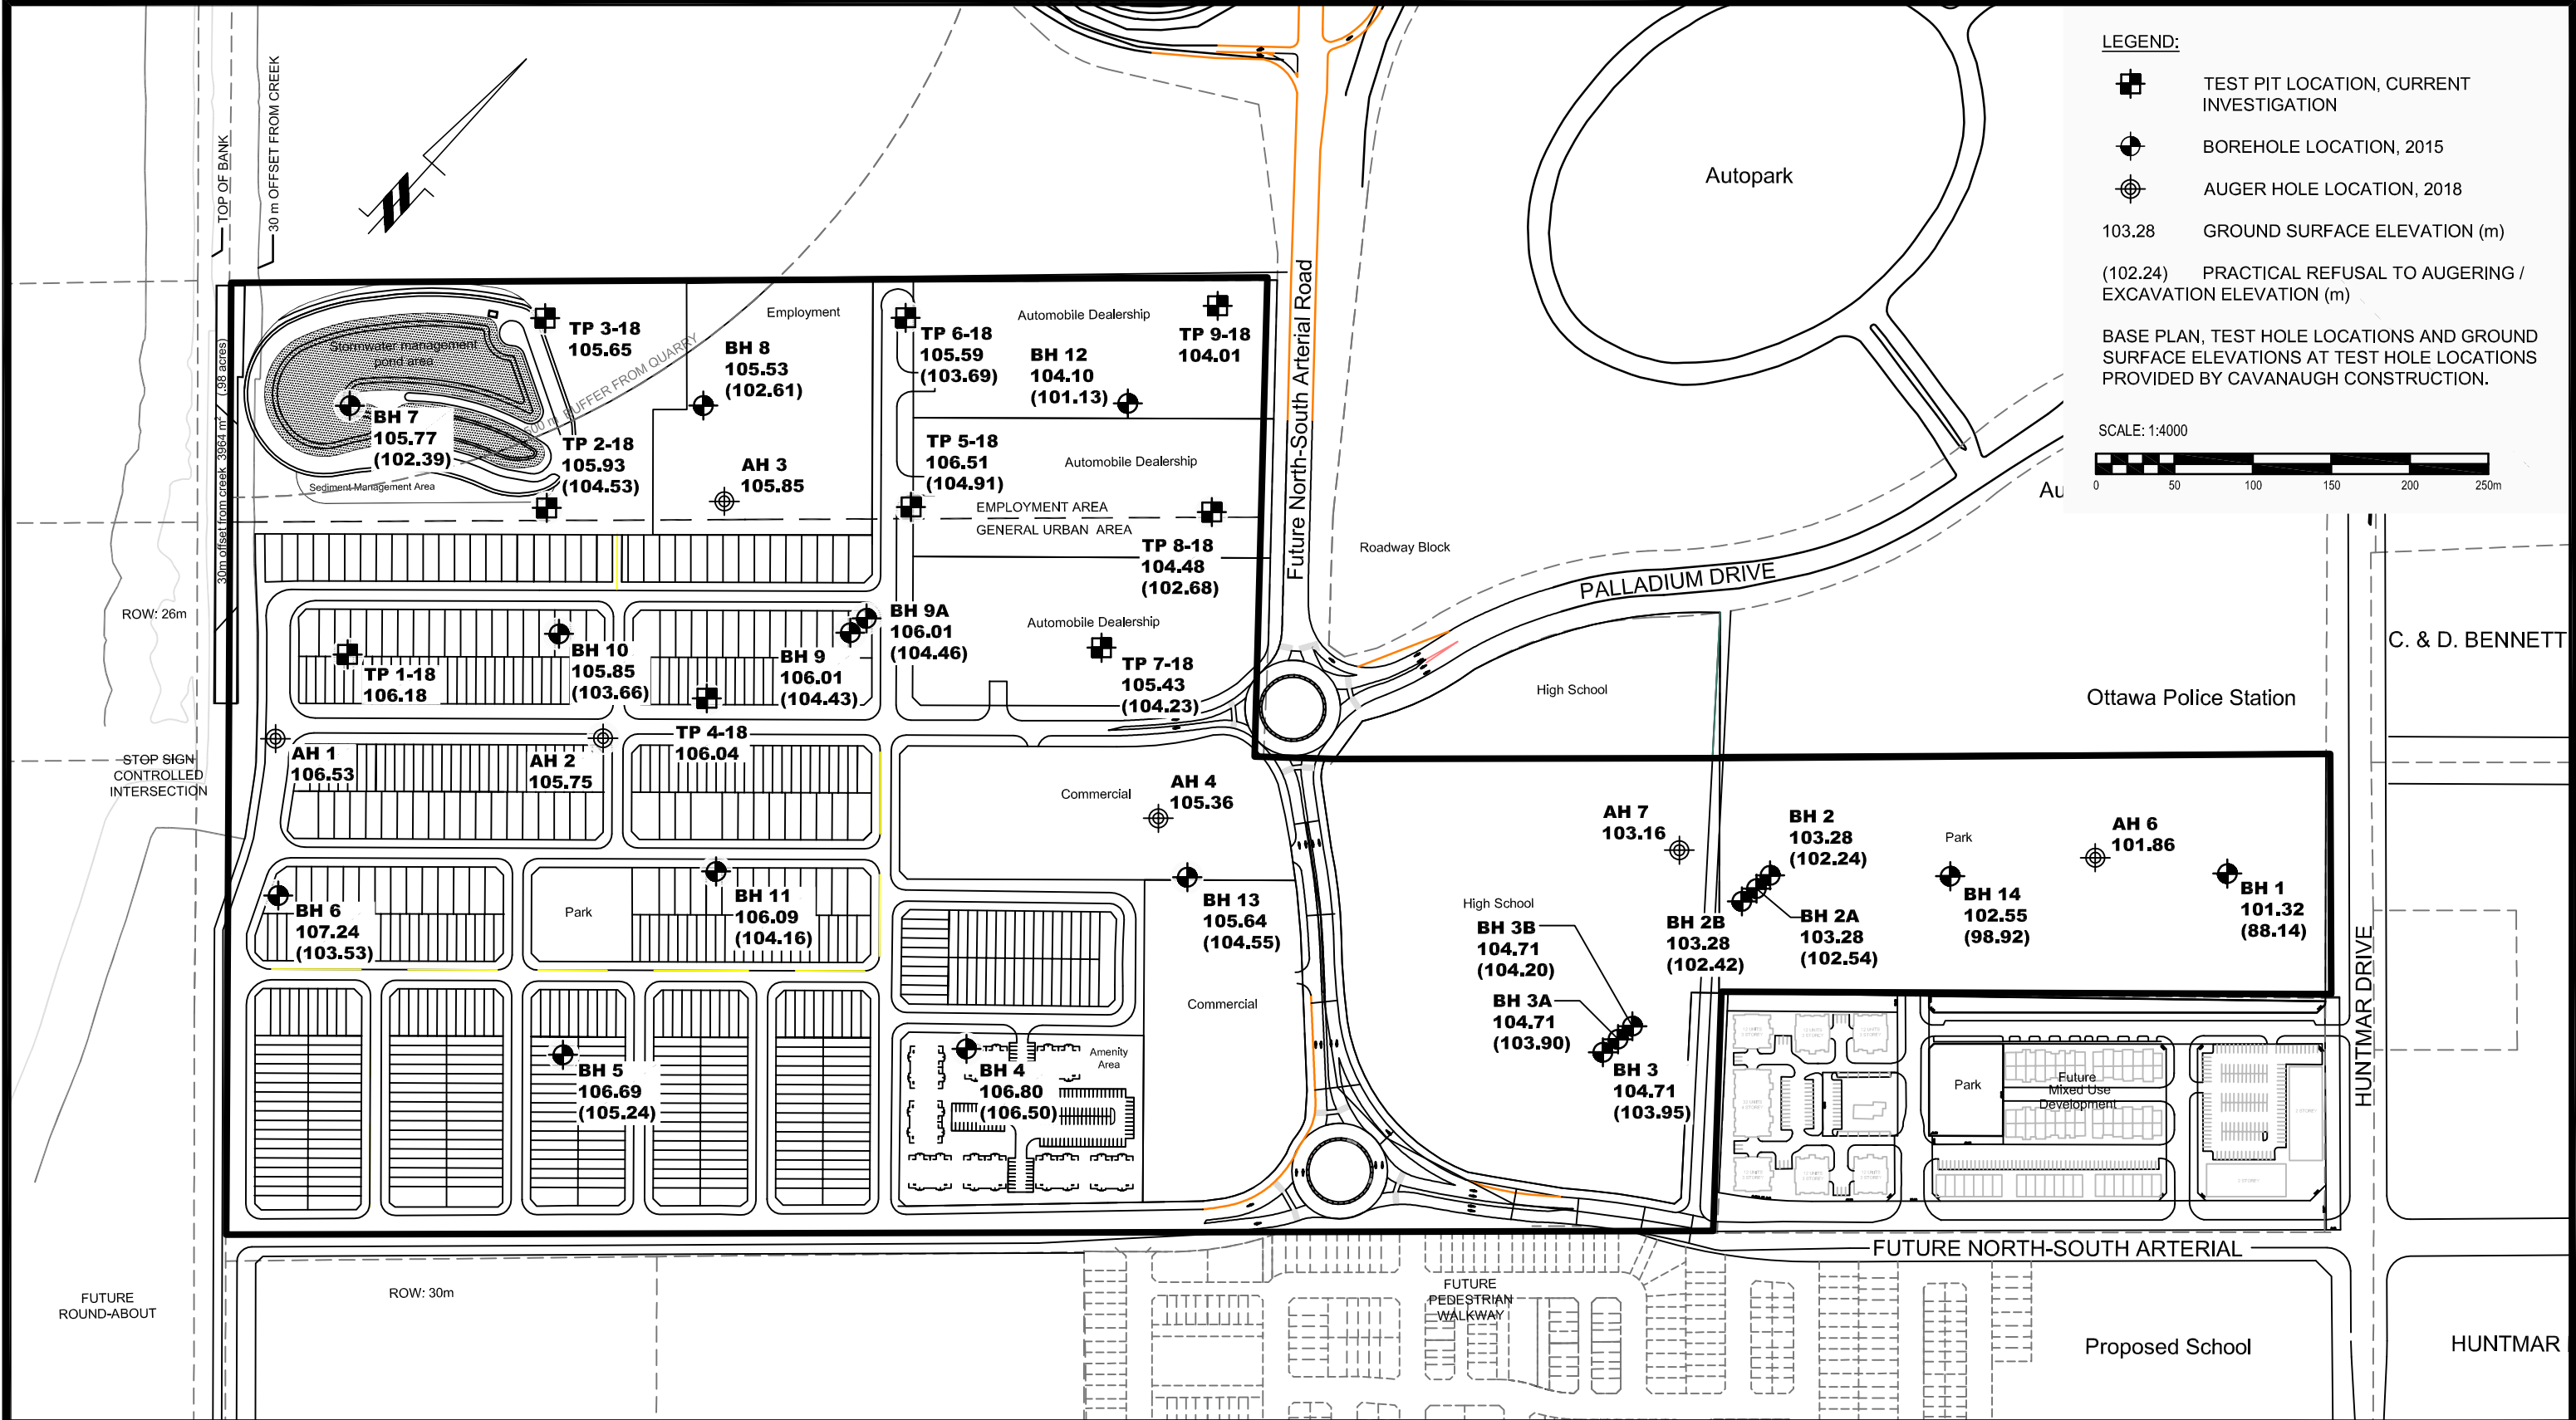 LEGEND:
TEST PIT LOCATION, CURRENT
INVESTIGATION
BOREHOLE LOCATION, 2015
AUGER HOLE LOCATION, 2018
103.28 GROUND SURFACE ELEVATION (m)
(102.24) PRACTICAL REFUSAL TO AUGERING /
EXCAVATION ELEVATION (m)
BASE PLAN, TEST HOLE LOCATIONS AND GROUND
SURFACE ELEVATIONS AT TEST HOLE LOCATIONS
PROVIDED BY CAVANAUGH CONSTRUCTION.
SCALE: 1:4000
0 50 100 150 200 250m
TOP OF BANK
30 m OFFSET FROM CREEK
30m offset from creek 3964 m² (.98 acres)
Autopark
Au
Future North-South Arterial Road
Stormwater management
pond area
Sediment Management Area
500 m BUFFER FROM QUARRY
Employment
Automobile Dealership
Automobile Dealership
EMPLOYMENT AREA
GENERAL URBAN AREA
Automobile Dealership
TP 3-18
105.65
BH 8
105.53
(102.61)
TP 6-18
105.59
(103.69)
BH 12
104.10
(101.13)
TP 9-18
104.01
BH 7
105.77
(102.39)
TP 2-18
105.93
(104.53)
AH 3
105.85
TP 5-18
106.51
(104.91)
TP 8-18
104.48
(102.68)
Roadway Block
PALLADIUM DRIVE
ROW: 26m
TP 1-18
106.18
BH 10
105.85
(103.66)
BH 9
106.01
(104.43)
BH 9A
106.01
(104.46)
TP 7-18
105.43
(104.23)
High School
C. & D. BENNETT
Ottawa Police Station
STOP SIGN
CONTROLLED
INTERSECTION
AH 1
106.53
AH 2
105.75
TP 4-18
106.04
Commercial
AH 4
105.36
AH 7
103.16
BH 2
103.28
(102.24)
Park
AH 6
101.86
BH 6
107.24
(103.53)
Park
BH 11
106.09
(104.16)
BH 13
105.64
(104.55)
High School
BH 3B
104.71
(104.20)
BH 2B
103.28
(102.42)
BH 2A
103.28
(102.54)
BH 14
102.55
(98.92)
BH 1
101.32
(88.14)
HUNTMAR DRIVE
Commercial
BH 3A
104.71
(103.90)
BH 3
104.71
(103.95)
BH 5
106.69
(105.24)
BH 4
106.80
(106.50)
Amenity
Area
Park
Future
Mixed Use
Development
FUTURE NORTH-SOUTH ARTERIAL
FUTURE
ROUND-ABOUT
ROW: 30m
FUTURE
PEDESTRIAN
WALKWAY
Proposed School
HUNTMAR